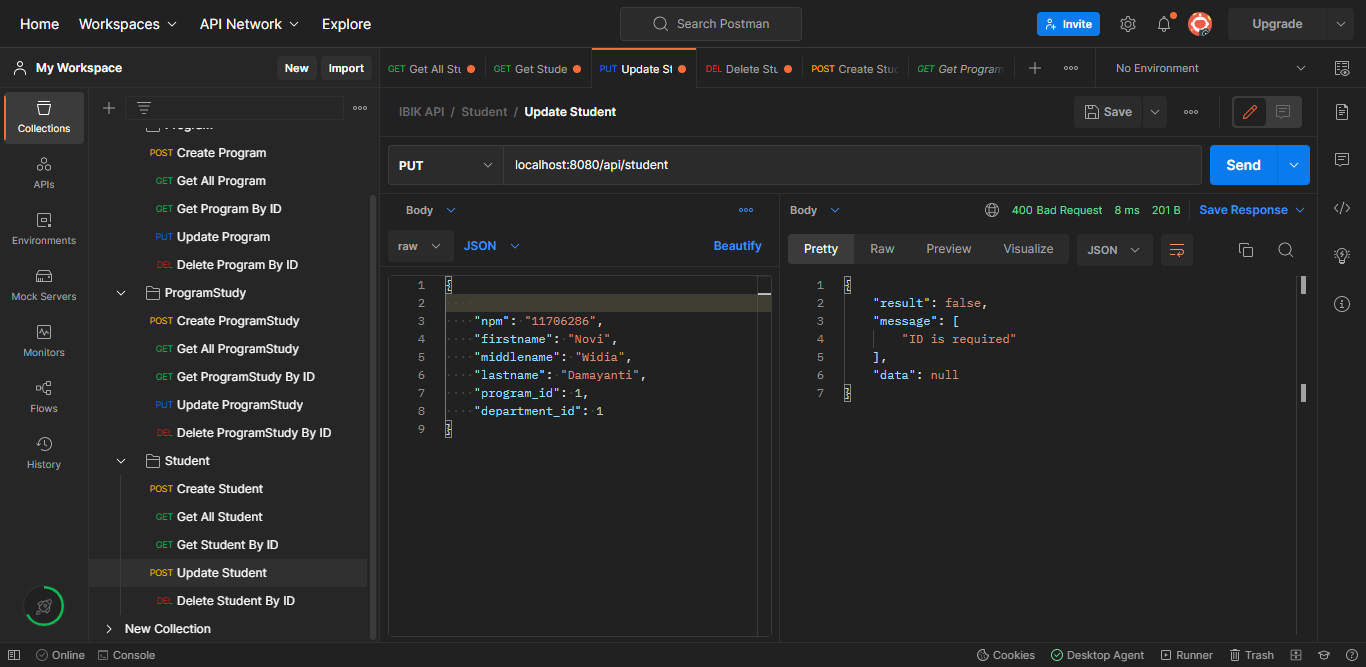 Home Workspaces API Network Explore Search Postman Invite Upgrade
My Workspace New Import GET Get All Stu GET Get Stude PUT Update St DEL Delete Stu POST Create Stu GET Get Program No Environment
IBIK API / Student / Update Student Save
PUT localhost:8080/api/student Send
Collections
APIs
Environments
Mock Servers
Monitors
Flows
History
Program
POST Create Program
GET Get All Program
GET Get Program By ID
PUT Update Program
DEL Delete Program By ID
ProgramStudy
POST Create ProgramStudy
GET Get All ProgramStudy
GET Get ProgramStudy By ID
PUT Update ProgramStudy
DEL Delete ProgramStudy By ID
Student
POST Create Student
GET Get All Student
GET Get Student By ID
POST Update Student
DEL Delete Student By ID
New Collection
Body
raw JSON Beautify
1 {
2
3 "npm": "11706286",
4 "firstname": "Novi",
5 "middlename": "Widia",
6 "lastname": "Damayanti",
7 "program_id": 1,
8 "department_id": 1
9 }
Body 400 Bad Request 8 ms 201 B Save Response
Pretty Raw Preview Visualize JSON
1 {
2 "result": false,
3 "message": [
4 "ID is required"
5 ],
6 "data": null
7 }
Online Console Cookies Desktop Agent Runner Trash